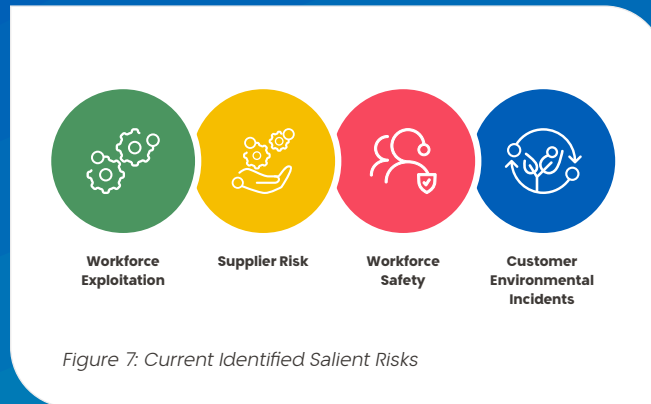 Workforce
Exploitation
Supplier Risk
Workforce
Safety
Customer
Environmental
Incidents
Figure 7: Current Identified Salient Risks